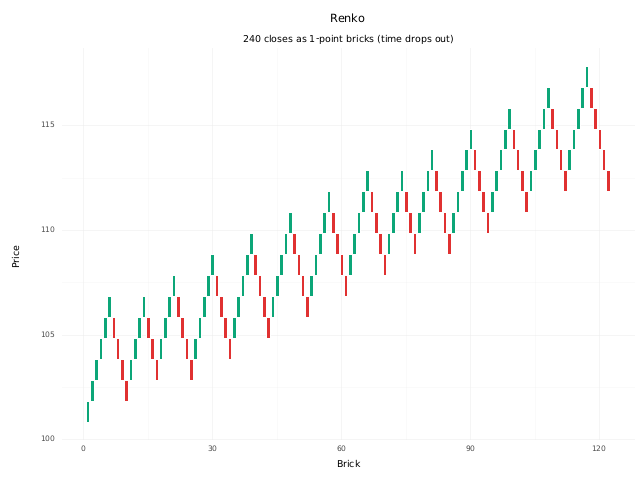 Renko
240 closes as 1-point bricks (time drops out)
Price
115
110
105
100
0 30 60 90 120
Brick